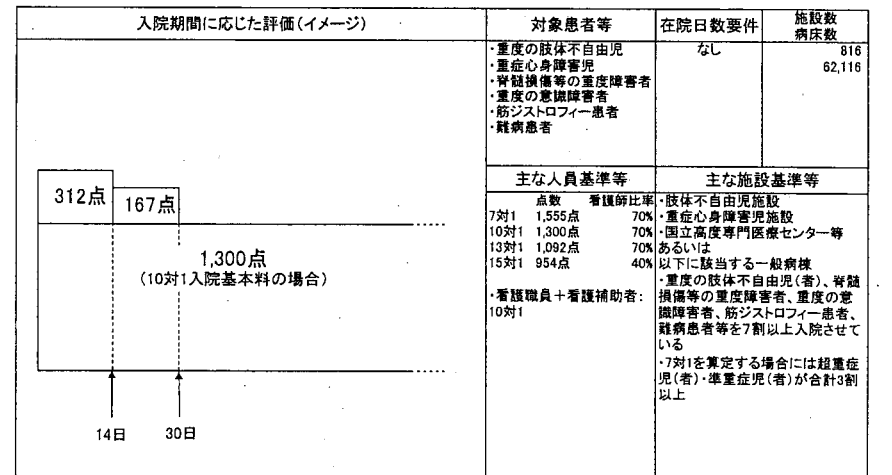 入院期間に応じた評価(イメージ)
対象患者等
在院日数要件
施設数
病床数
・重度の肢体不自由児
・重症心身障害児
・脊髄損傷等の重度障害者
・重度の意識障害者
・筋ジストロフィー患者
・難病患者
なし
816
62,116
312点
167点
1,300点
(10対1入院基本料の場合)
14日
30日
主な人員基準等
点数 看護師比率
7対1 1,555点 70%
10対1 1,300点 70%
13対1 1,092点 70%
15対1 954点 40%
・看護職員+看護補助者:
10対1
主な施設基準等
・肢体不自由児施設
・重症心身障害児施設
・国立高度専門医療センター等
あるいは
以下に該当する一般病棟
・重度の肢体不自由児(者)、脊髄
損傷等の重度障害者、重度の意
識障害者、筋ジストロフィー患者、
難病患者等を7割以上入院させて
いる
・7対1を算定する場合には超重症
児(者)・準重症児(者)が合計3割
以上